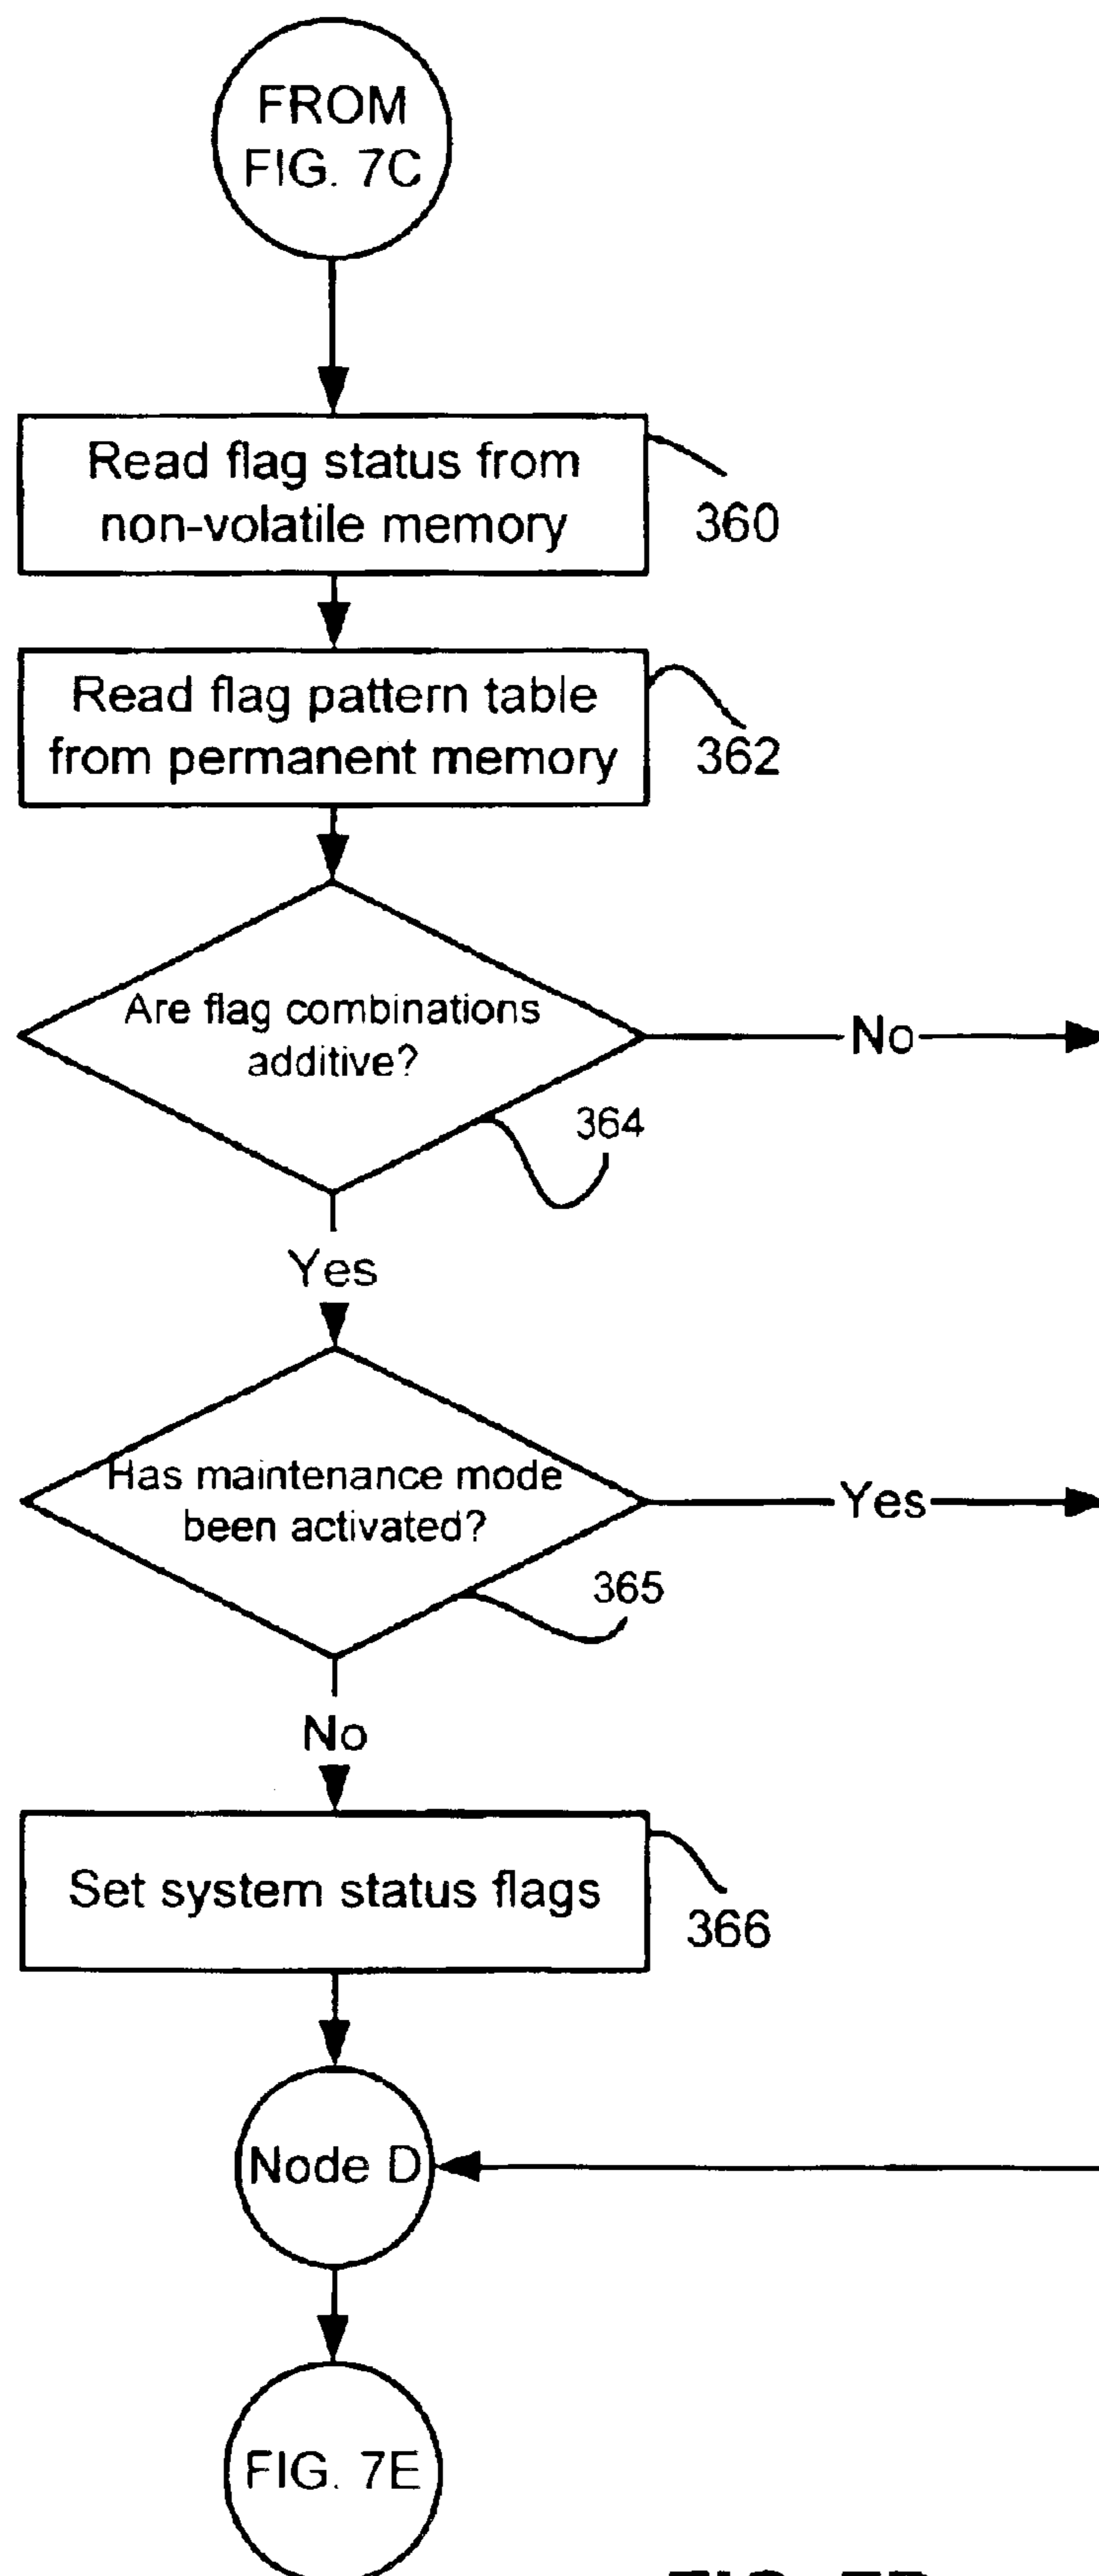 FROM
FIG. 7C
Read flag status from
non-volatile memory
360
Read flag pattern table
from permanent memory
362
Are flag combinations
additive?
No
364
Yes
Has maintenance mode
been activated?
Yes
365
No
Set system status flags
366
Node D
FIG. 7E